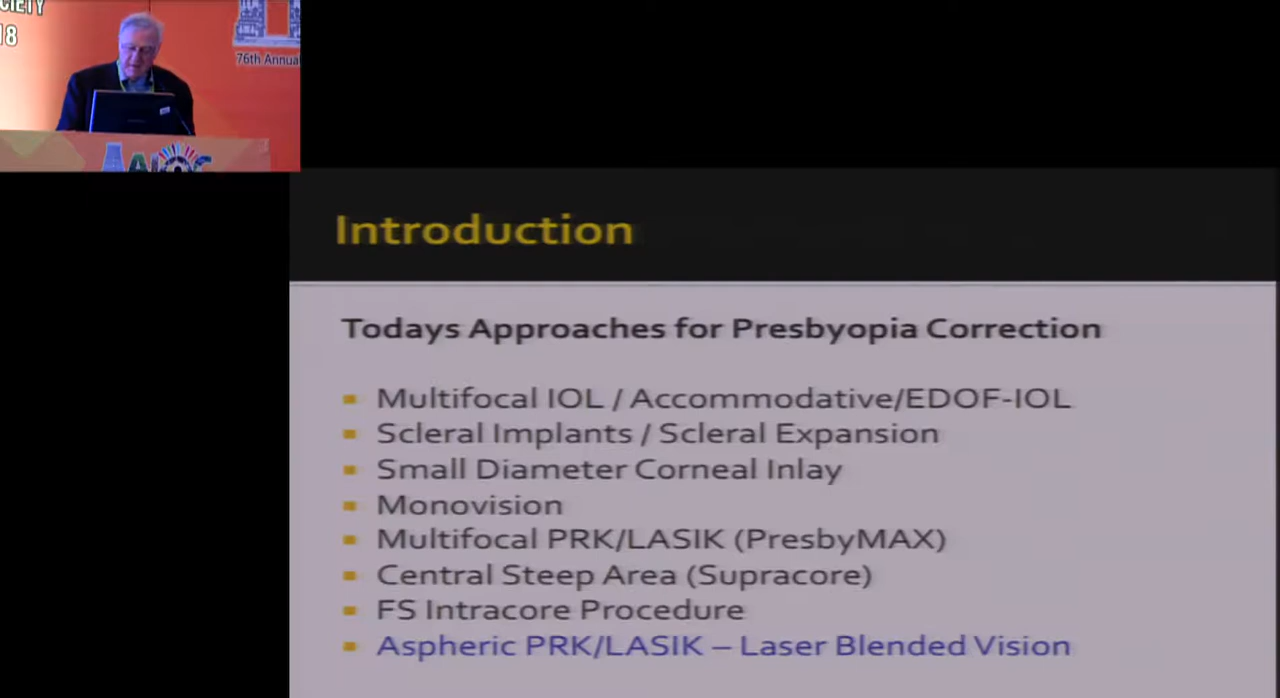 18
76th Annua
Introduction
Todays Approaches for Presbyopia Correction
Multifocal IOL / Accommodative/EDOF-IOL
Scleral Implants / Scleral Expansion
Small Diameter Corneal Inlay
Monovision
Multifocal PRK/LASIK (PresbyMAX)
Central Steep Area (Supracore)
FS Intracore Procedure
Aspheric PRK/LASIK – Laser Blended Vision